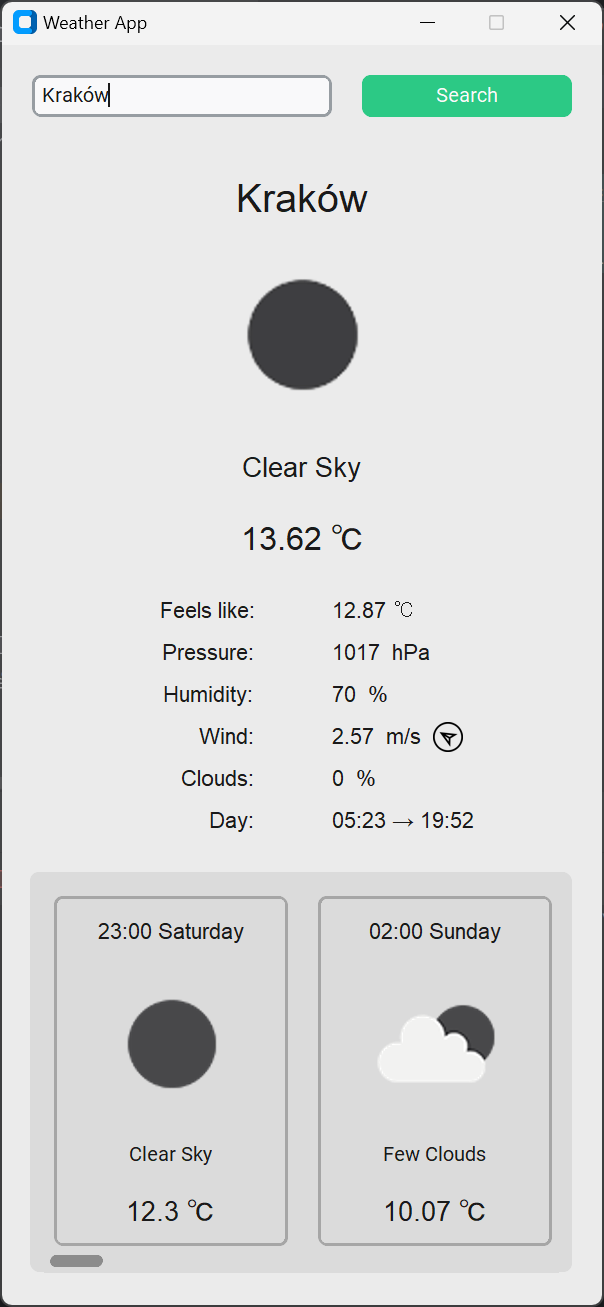 Weather App
Kraków
Search
Kraków
Clear Sky
13.62 ℃
Feels like: 12.87 ℃
Pressure: 1017 hPa
Humidity: 70 %
Wind: 2.57 m/s
Clouds: 0 %
Day: 05:23 → 19:52
23:00 Saturday
Clear Sky
12.3 ℃
02:00 Sunday
Few Clouds
10.07 ℃